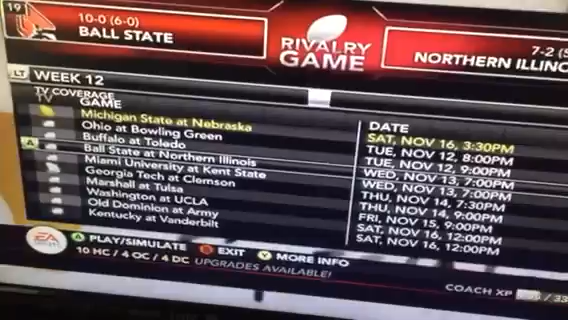 19
10-0 (6-0)
BALL STATE
RIVALRY
GAME
7-2
NORTHERN ILLINO
LT WEEK 12
TV COVERAGE
TV GAME
DATE
Michigan State at Nebraska
SAT, NOV 16, 3:30PM
Ohio at Bowling Green
TUE, NOV 12, 8:00PM
Buffalo at Toledo
TUE, NOV 12, 9:00PM
A Ball State at Northern Illinois
WED, NOV 13, 7:00PM
Miami University at Kent State
WED, NOV 13, 7:00PM
Georgia Tech at Clemson
THU, NOV 14, 7:30PM
Marshall at Tulsa
THU, NOV 14, 9:00PM
Washington at UCLA
FRI, NOV 15, 9:00PM
Old Dominion at Army
SAT, NOV 16, 12:00PM
Kentucky at Vanderbilt
SAT, NOV 16, 12:00PM
EA
A PLAY/SIMULATE B EXIT Y MORE INFO
10 HC / 4 OC / 4 DC UPGRADES AVAILABLE!
COACH XP